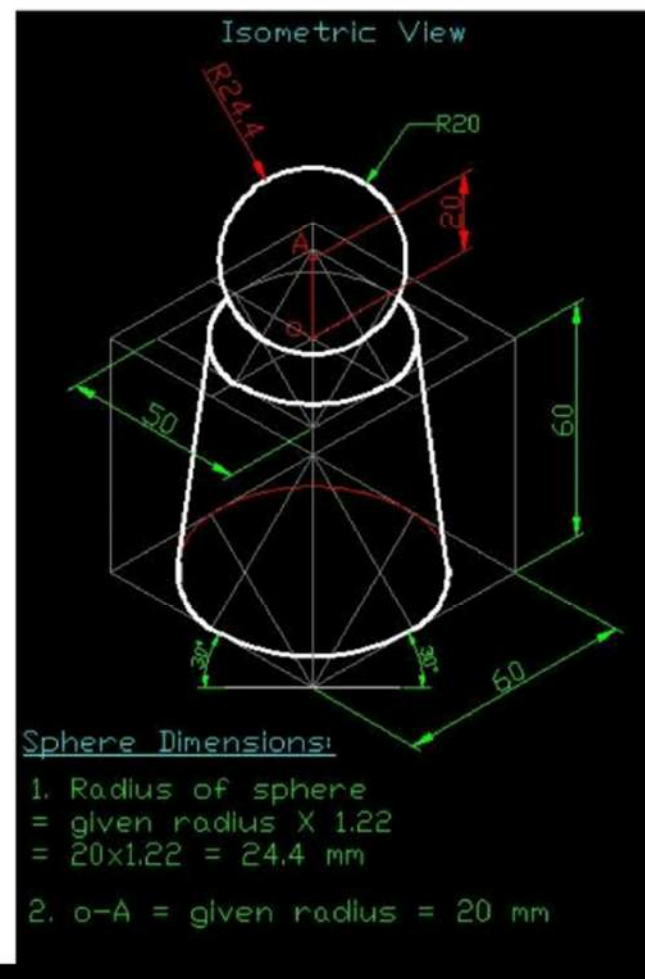 Isometric View
R24,4
R20
20
A
o
50
60
30°
30°
60
Sphere Dimensions:
1. Radius of sphere
= given radius X 1.22
= 20x1.22 = 24.4 mm
2. o-A = given radius = 20 mm